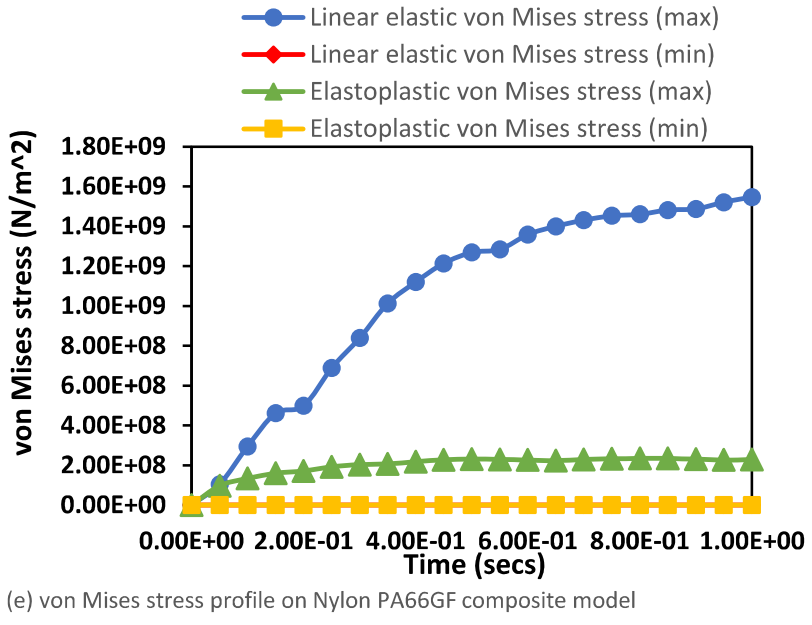 Linear elastic von Mises stress (max)
Linear elastic von Mises stress (min)
Elastoplastic von Mises stress (max)
Elastoplastic von Mises stress (min)
von Mises stress (N/m^2)
1.80E+09
1.60E+09
1.40E+09
1.20E+09
1.00E+09
8.00E+08
6.00E+08
4.00E+08
2.00E+08
0.00E+00
0.00E+00 2.00E-01 4.00E-01 6.00E-01 8.00E-01 1.00E+00
Time (secs)
(e) von Mises stress profile on Nylon PA66GF composite model